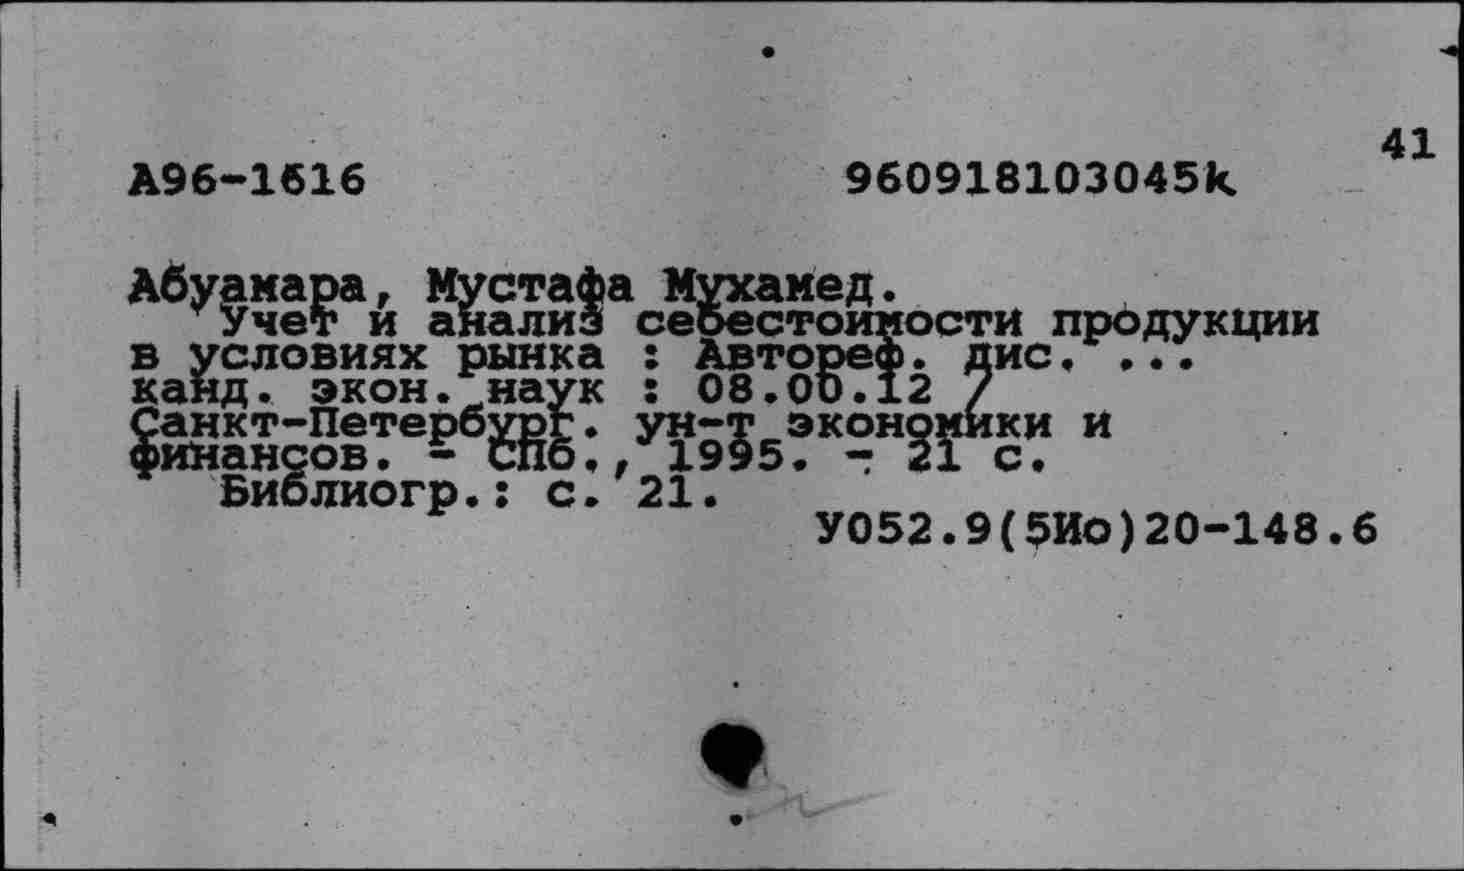 41
А96-1616 960918103045к
Абуамара, Мустафа Мухамед.
Учет и анализ себестоимости продукции
в условиях рынка : Автореф. дис. ...
канд. экон. наук : 08.00.12 /
Санкт-Петербург. ун-т экономики и
финансов. - СПб., 1995. - 21 с.
Библиогр.: с. 21.
У052.9(5Ио)20-148.6